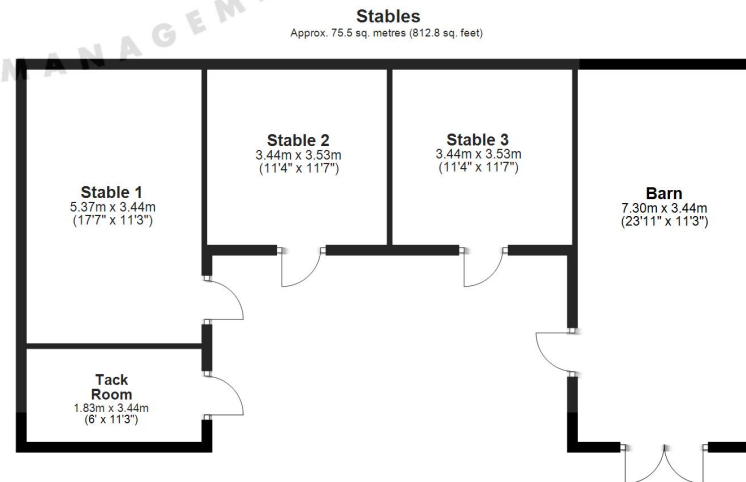 Stables
Approx. 75.5 sq. metres (812.8 sq. feet)
MANAGEM
Stable 2
3.44m x 3.53m
(11'4" x 11'7")
Stable 3
3.44m x 3.53m
(11'4" x 11'7")
Stable 1
5.37m x 3.44m
(17'7" x 11'3")
Barn
7.30m x 3.44m
(23'11" x 11'3")
Tack
Room
1.83m x 3.44m
(6' x 11'3")